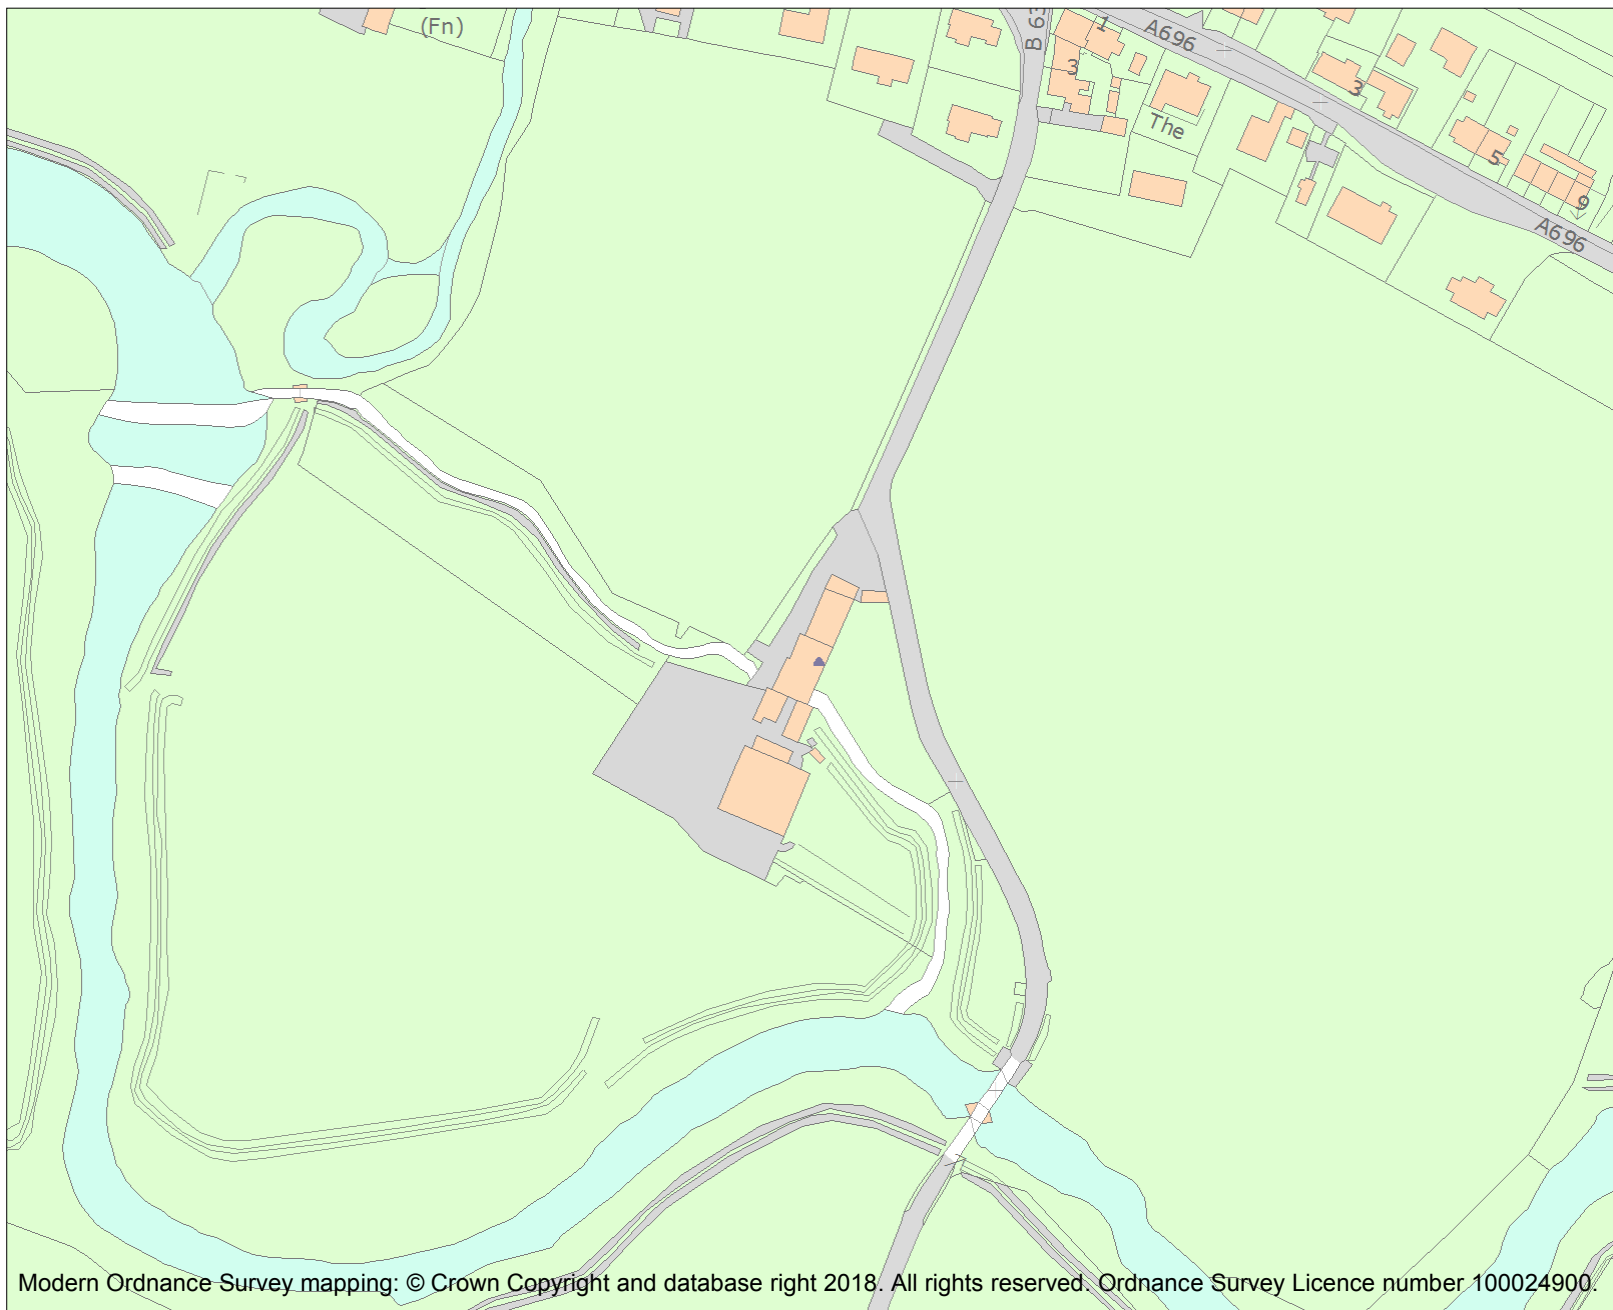 (Fn)
B 63
1
A696
3
3
The
5
9
A696
Modern Ordnance Survey mapping: © Crown Copyright and database right 2018. All rights reserved. Ordnance Survey Licence number 100024900.